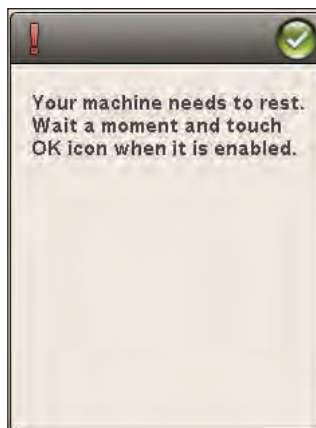 Your machine needs to rest.
Wait a moment and touch
OK icon when it is enabled.